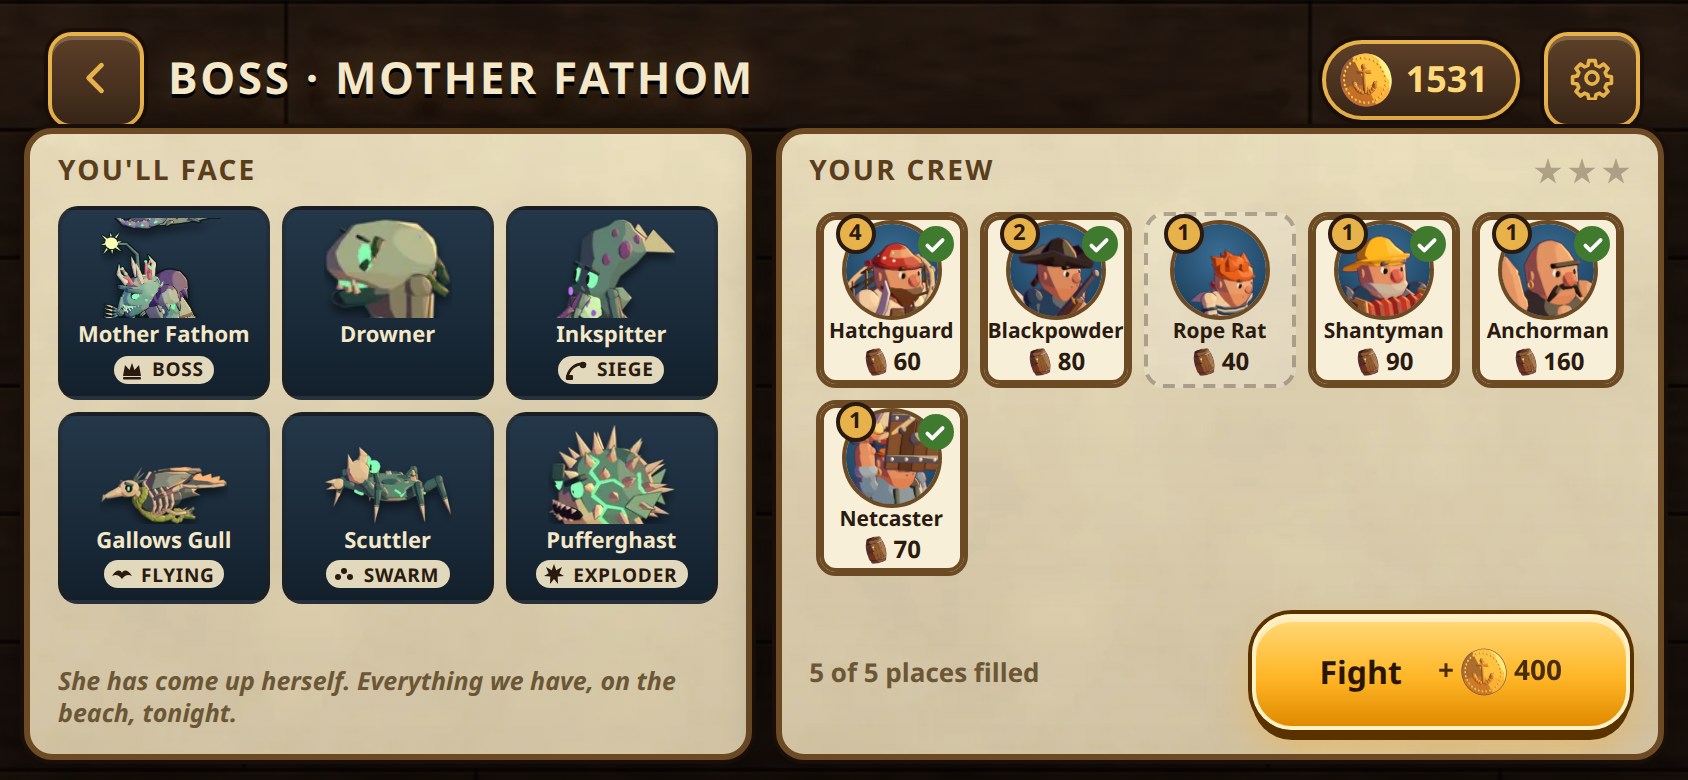 BOSS · MOTHER FATHOM
1531
YOU'LL FACE
Mother Fathom
BOSS
Drowner
Inkspitter
SIEGE
Gallows Gull
FLYING
Scuttler
SWARM
Pufferghast
EXPLODER
She has come up herself. Everything we have, on the
beach, tonight.
YOUR CREW
4
Hatchguard
60
2
Blackpowder
80
1
Rope Rat
40
1
Shantyman
90
1
Anchorman
160
1
Netcaster
70
5 of 5 places filled
Fight + 400